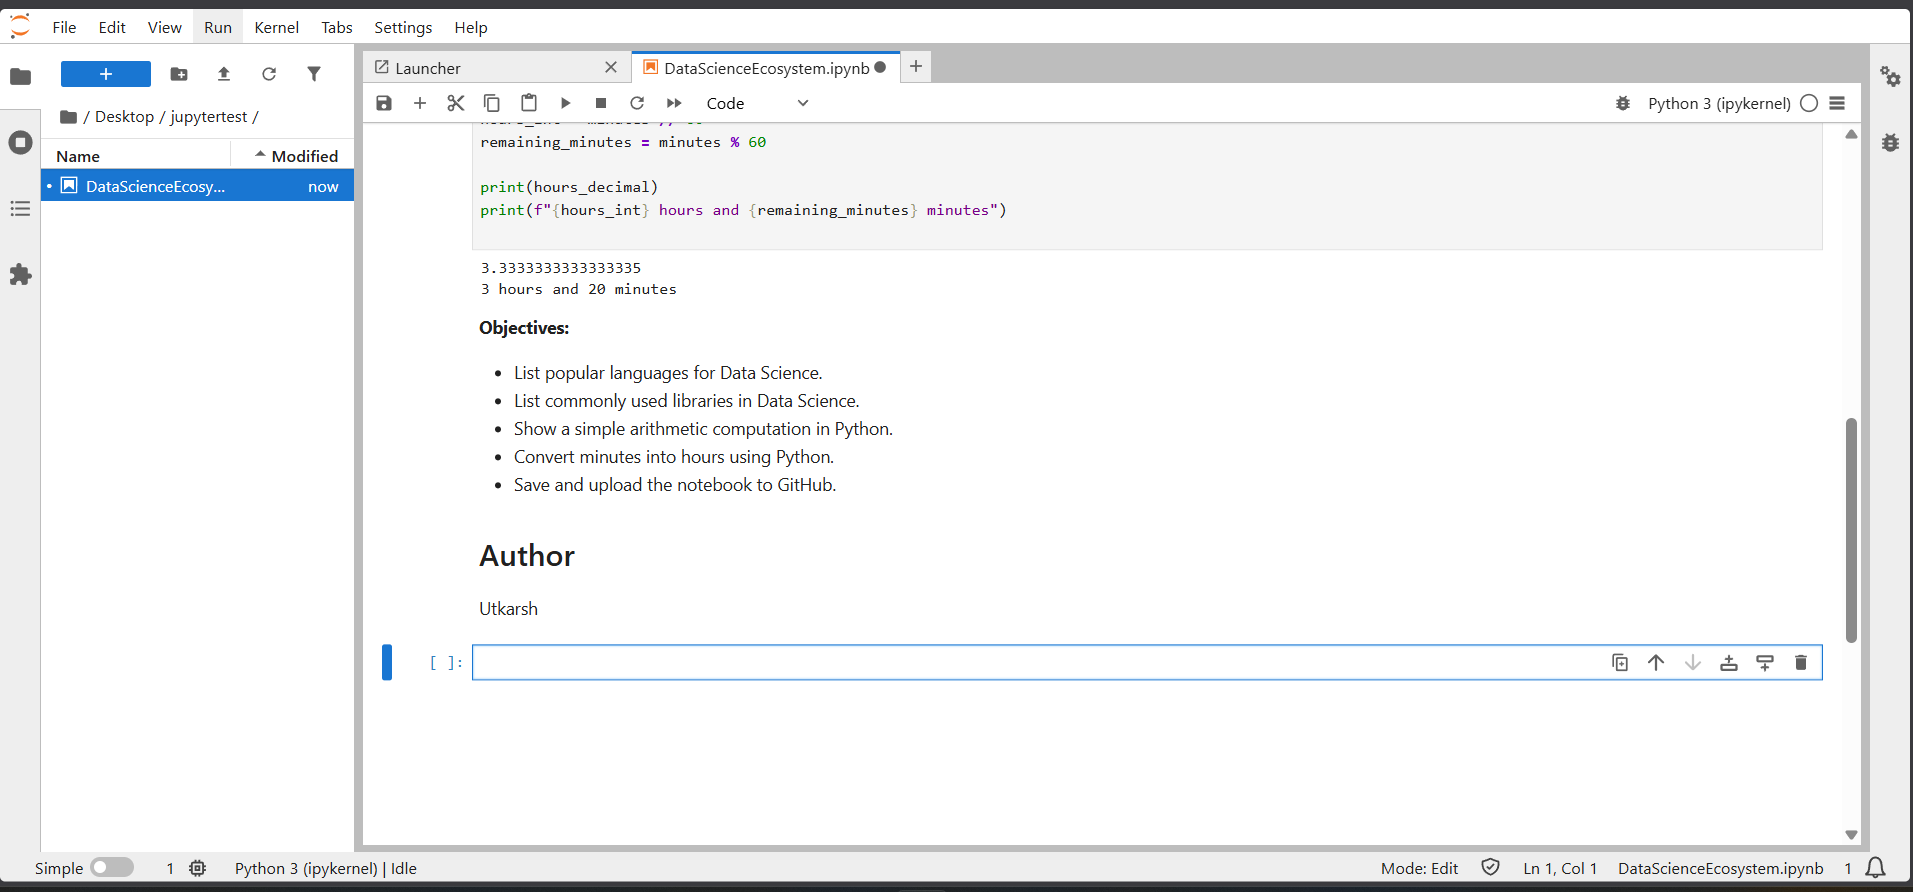 File Edit View Run Kernel Tabs Settings Help
Launcher
DataScienceEcosystem.ipynb
Code
Python 3 (ipykernel)
/ Desktop / jupytertest /
Name Modified
DataScienceEcosy... now
remaining_minutes = minutes % 60
print(hours_decimal)
print(f"{hours_int} hours and {remaining_minutes} minutes")
3.3333333333333335
3 hours and 20 minutes
Objectives:
• List popular languages for Data Science.
• List commonly used libraries in Data Science.
• Show a simple arithmetic computation in Python.
• Convert minutes into hours using Python.
• Save and upload the notebook to GitHub.
Author
Utkarsh
[ ]:
Simple 1 Python 3 (ipykernel) | Idle Mode: Edit Ln 1, Col 1 DataScienceEcosystem.ipynb 1